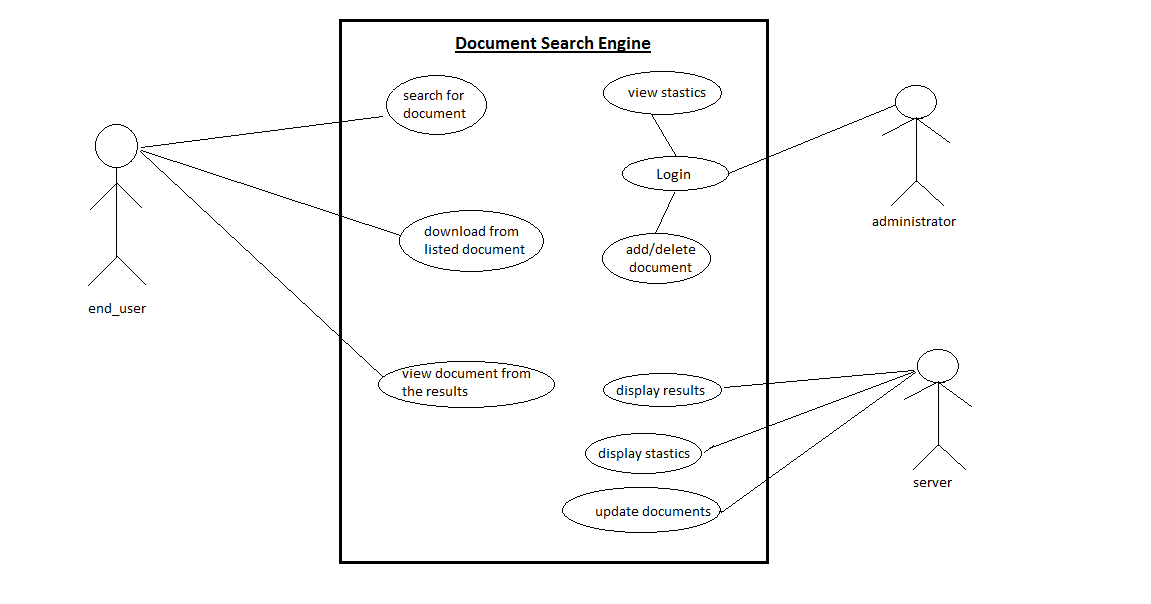 Document Search Engine
search for
document
view stastics
Login
administrator
download from
listed document
add/delete
document
end_user
view document from
the results
display results
display stastics
server
update documents